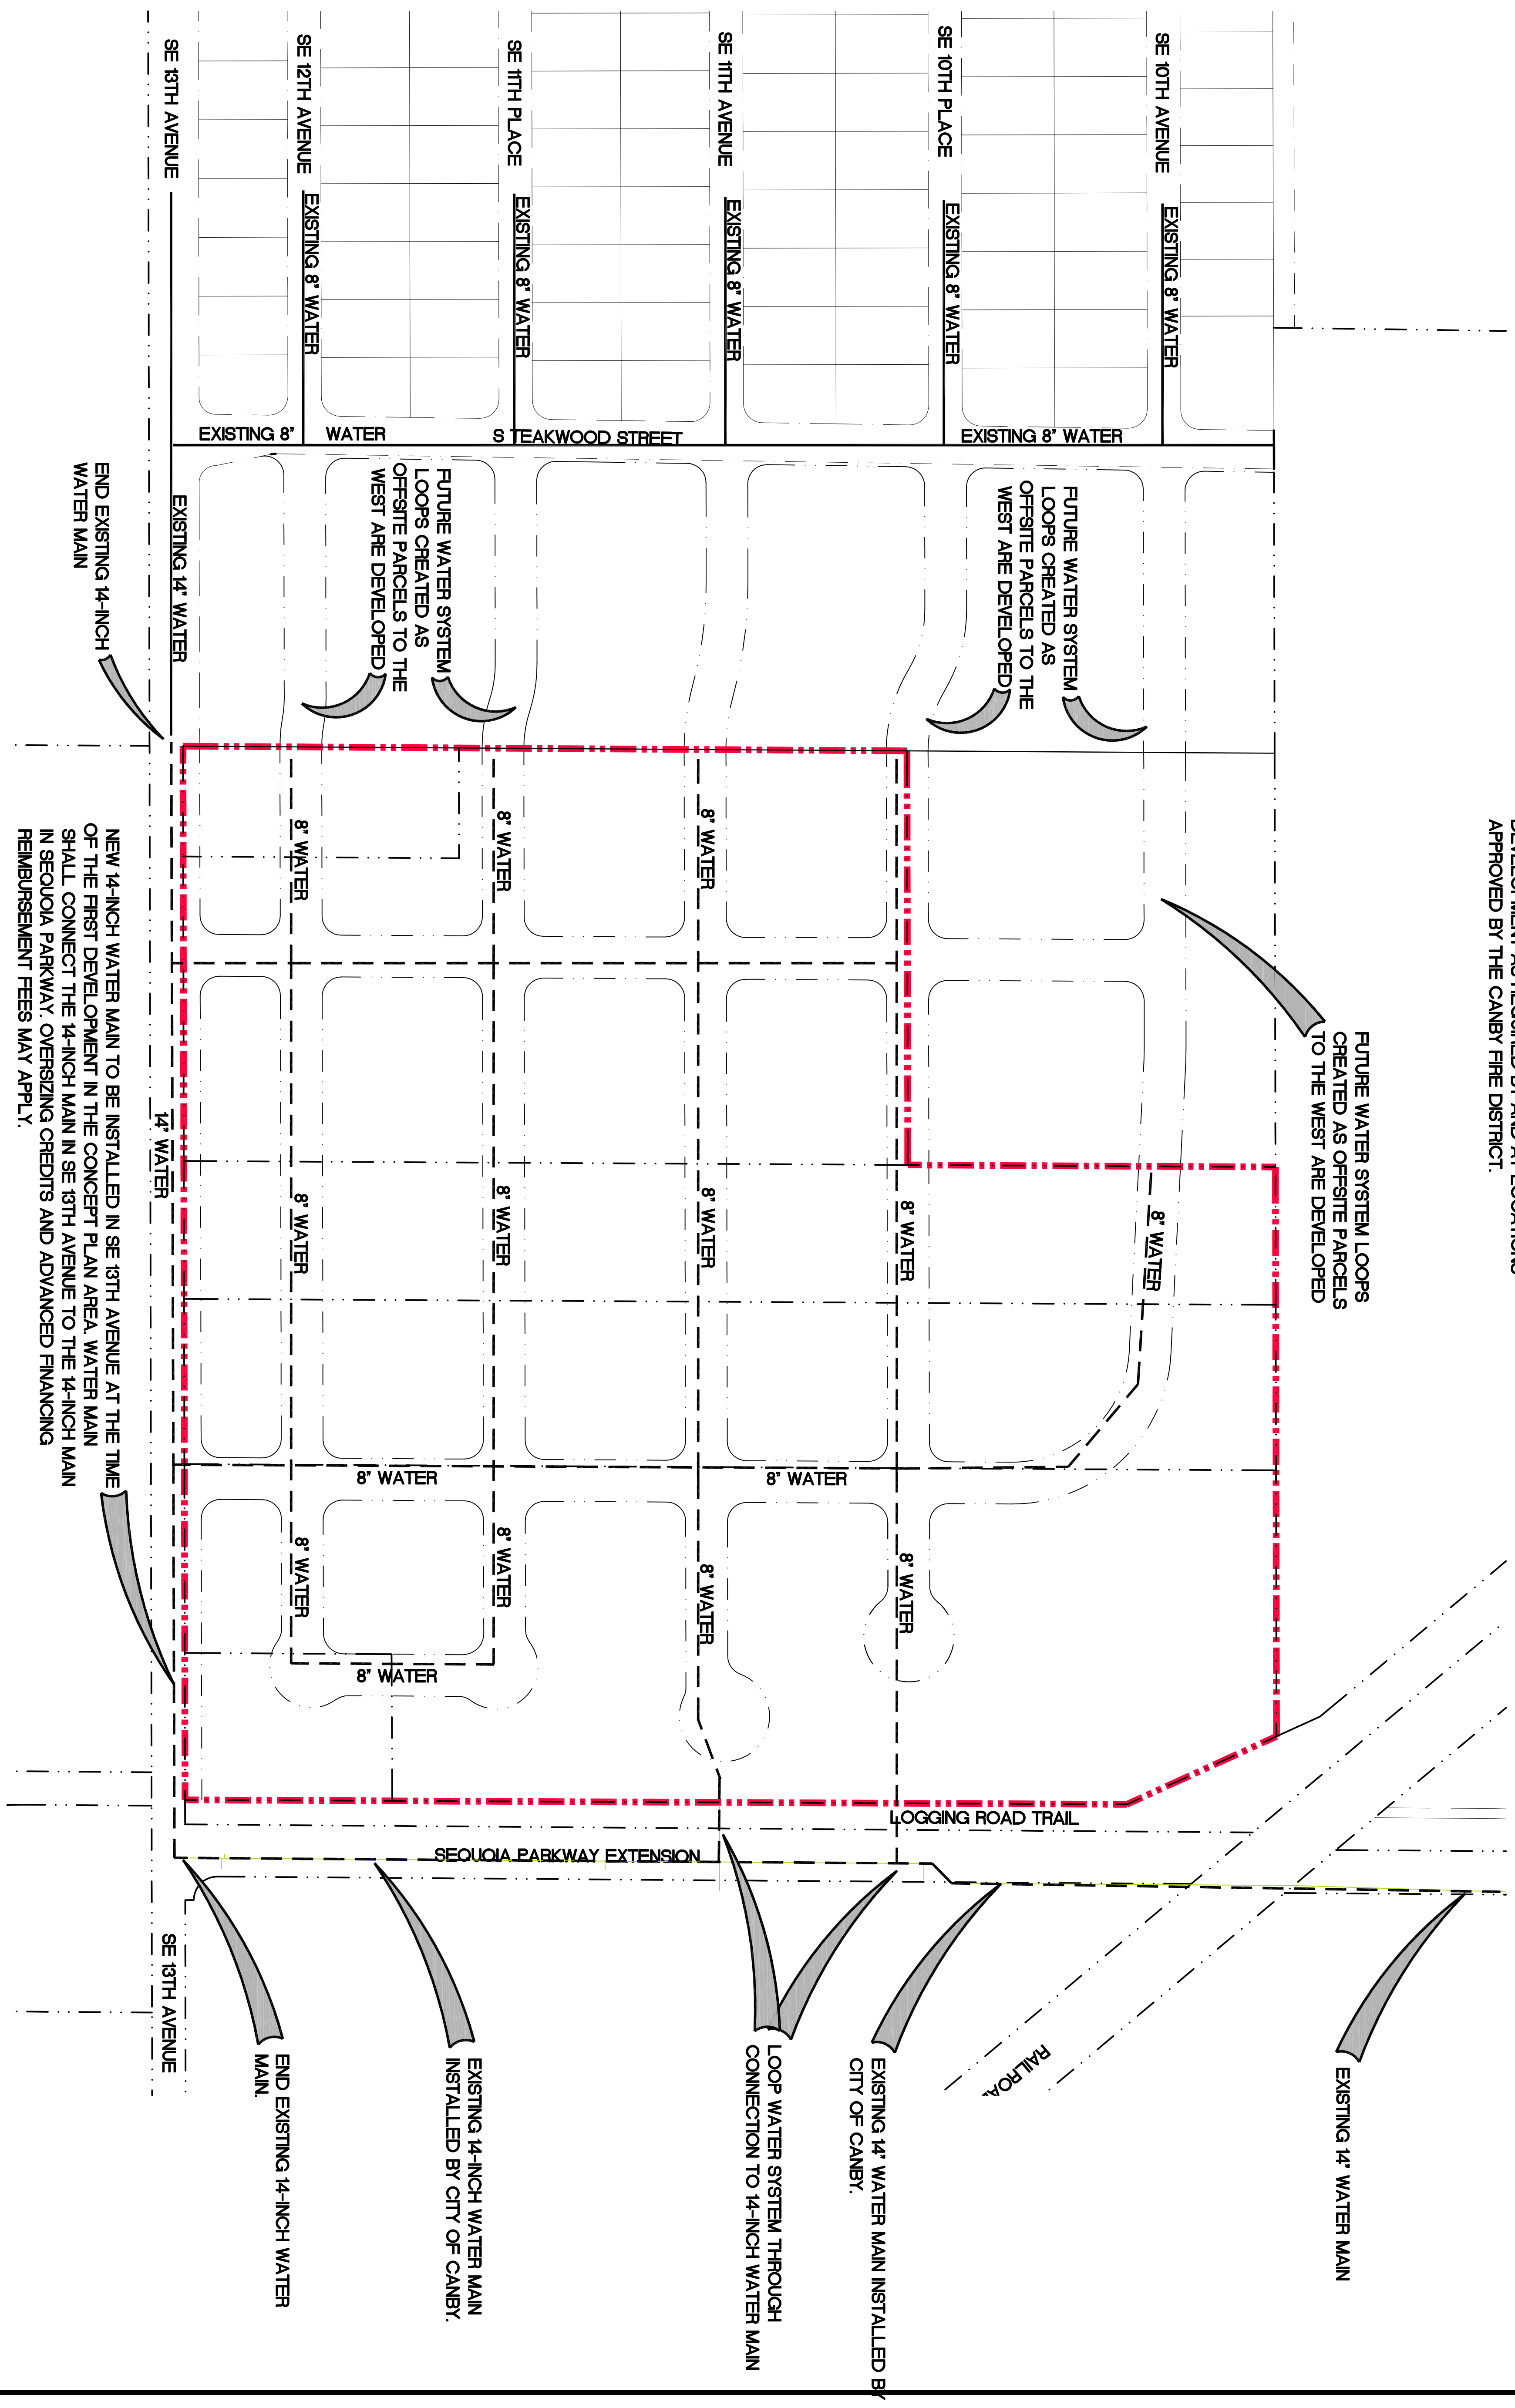 DEVELOPMENT AS REQUIRED BY AND AT LOCATIONS
APPROVED BY THE CANBY FIRE DISTRICT.
SE 10TH AVENUE
EXISTING 8" WATER
SE 10TH PLACE
EXISTING 8" WATER
SE 11TH AVENUE
EXISTING 8" WATER
SE 11TH PLACE
EXISTING 8" WATER
SE 12TH AVENUE
EXISTING 8" WATER
SE 13TH AVENUE
EXISTING 8" WATER
S TEAKWOOD STREET
EXISTING 8" WATER
EXISTING 14" WATER
END EXISTING 14-INCH
WATER MAIN
FUTURE WATER SYSTEM
LOOPS CREATED AS
OFFSITE PARCELS TO THE
WEST ARE DEVELOPED
FUTURE WATER SYSTEM
LOOPS CREATED AS
OFFSITE PARCELS TO THE
WEST ARE DEVELOPED
FUTURE WATER SYSTEM LOOPS
CREATED AS OFFSITE PARCELS
TO THE WEST ARE DEVELOPED
8" WATER
8" WATER
8" WATER
8" WATER
8" WATER
8" WATER
8" WATER
8" WATER
14" WATER
8" WATER
8" WATER
8" WATER
8" WATER
8" WATER
8" WATER
8" WATER
NEW 14-INCH WATER MAIN TO BE INSTALLED IN SE 13TH AVENUE AT THE TIME
OF THE FIRST DEVELOPMENT IN THE CONCEPT PLAN AREA. WATER MAIN
SHALL CONNECT THE 14-INCH MAIN IN SE 13TH AVENUE TO THE 14-INCH MAIN
IN SEQUOIA PARKWAY. OVERSIZING CREDITS AND ADVANCED FINANCING
REIMBURSEMENT FEES MAY APPLY.
LOGGING ROAD TRAIL
SEQUOIA PARKWAY EXTENSION
SE 13TH AVENUE
EXISTING 14" WATER MAIN
EXISTING 14" WATER MAIN INSTALLED BY
CITY OF CANBY.
LOOP WATER SYSTEM THROUGH
CONNECTION TO 14-INCH WATER MAIN
EXISTING 14-INCH WATER MAIN
INSTALLED BY CITY OF CANBY.
END EXISTING 14-INCH WATER
MAIN.